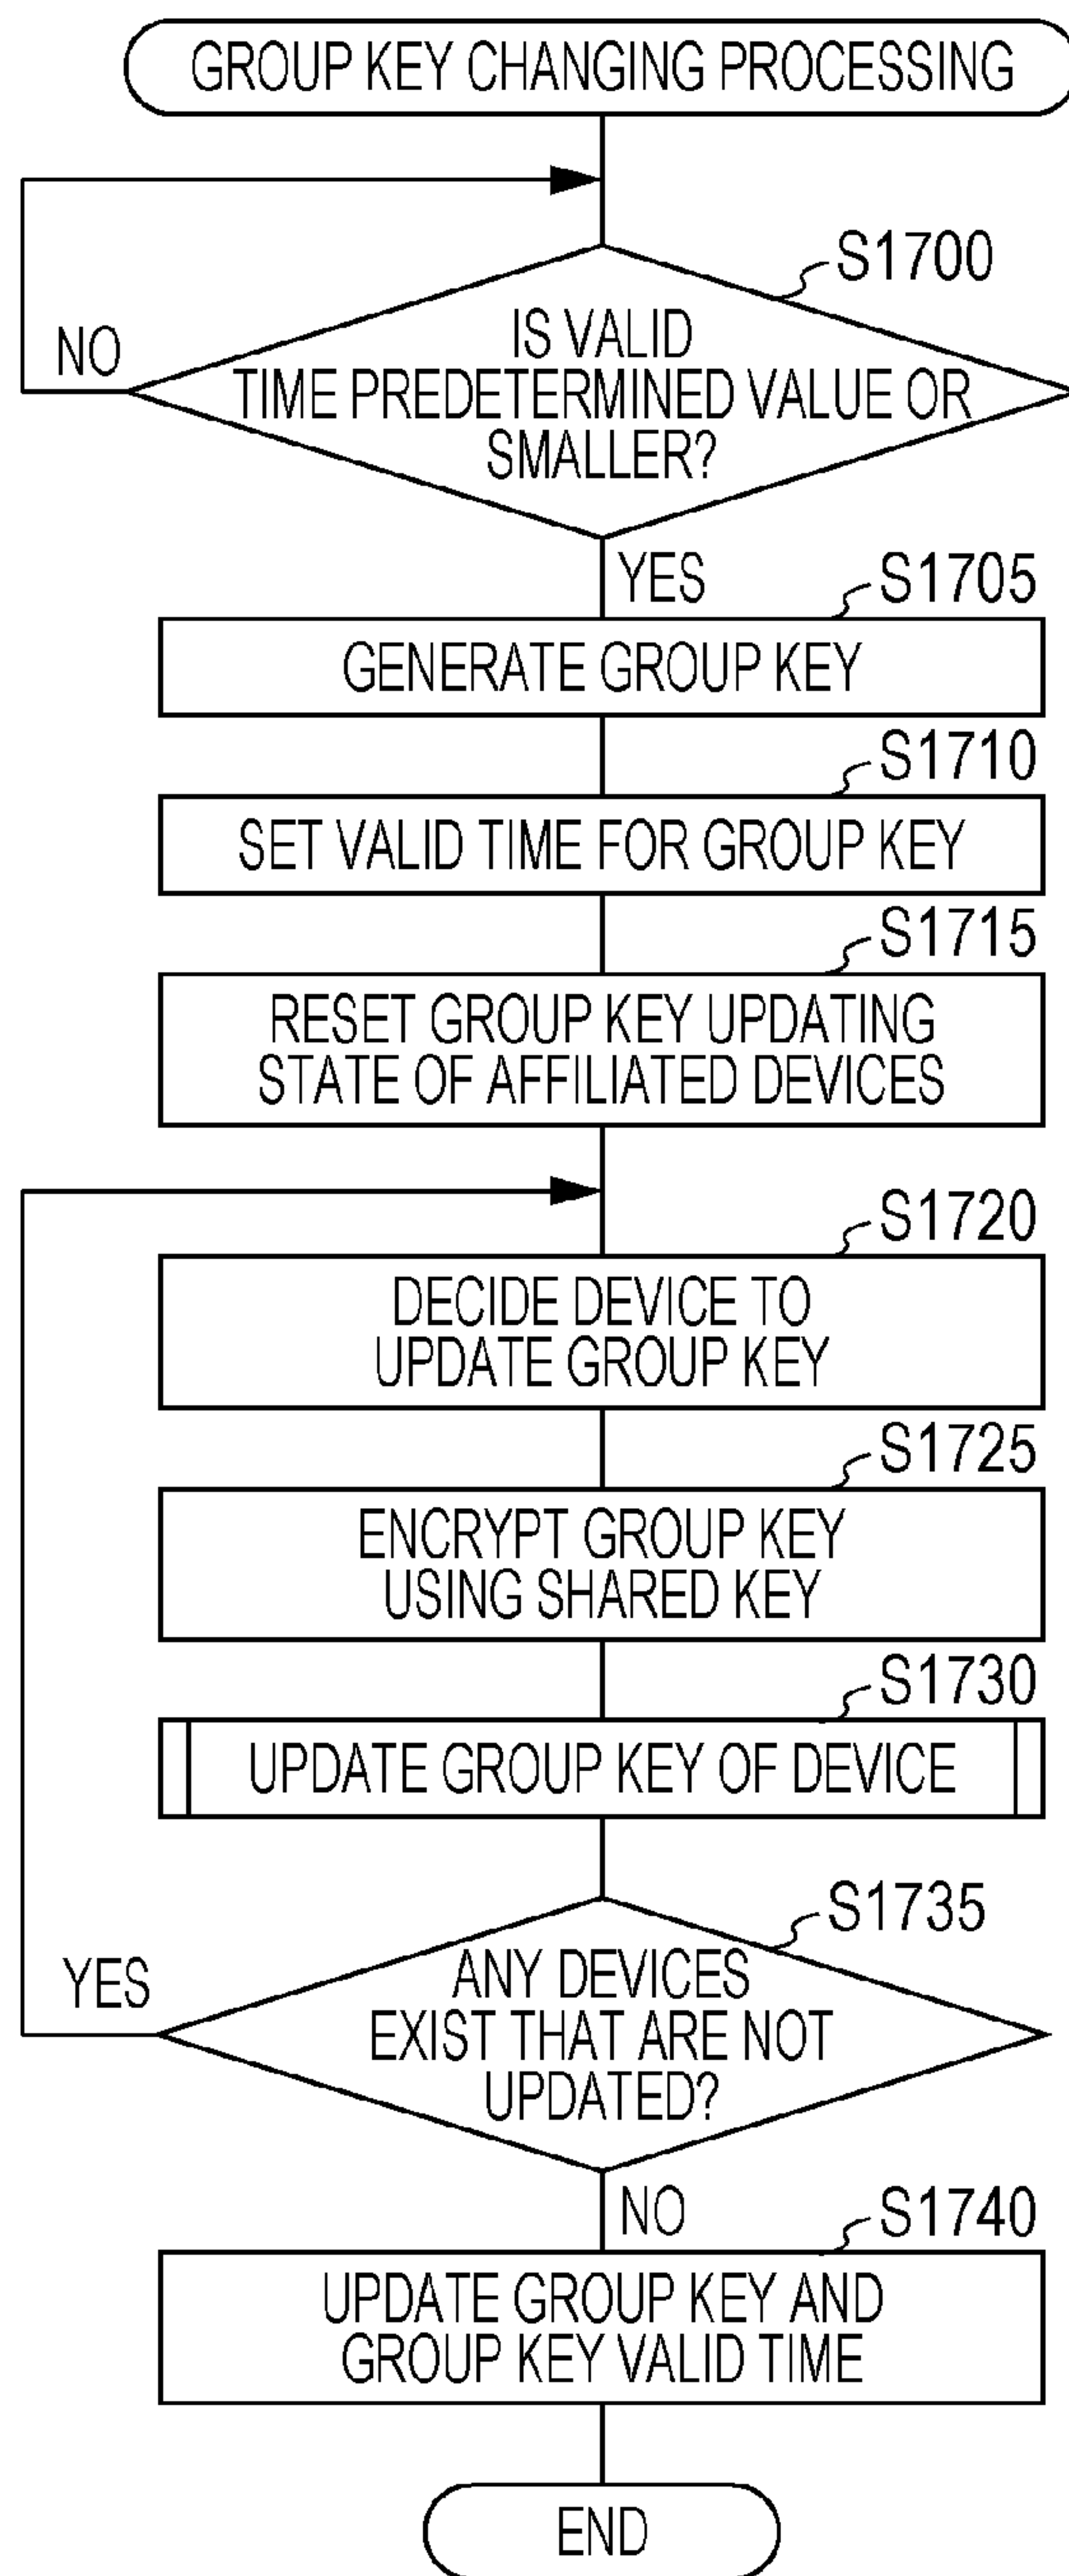 GROUP KEY CHANGING PROCESSING
S1700
IS VALID
TIME PREDETERMINED VALUE OR
SMALLER?
NO
YES
S1705
GENERATE GROUP KEY
S1710
SET VALID TIME FOR GROUP KEY
S1715
RESET GROUP KEY UPDATING
STATE OF AFFILIATED DEVICES
S1720
DECIDE DEVICE TO
UPDATE GROUP KEY
S1725
ENCRYPT GROUP KEY
USING SHARED KEY
S1730
UPDATE GROUP KEY OF DEVICE
S1735
YES
ANY DEVICES
EXIST THAT ARE NOT
UPDATED?
NO
S1740
UPDATE GROUP KEY AND
GROUP KEY VALID TIME
END